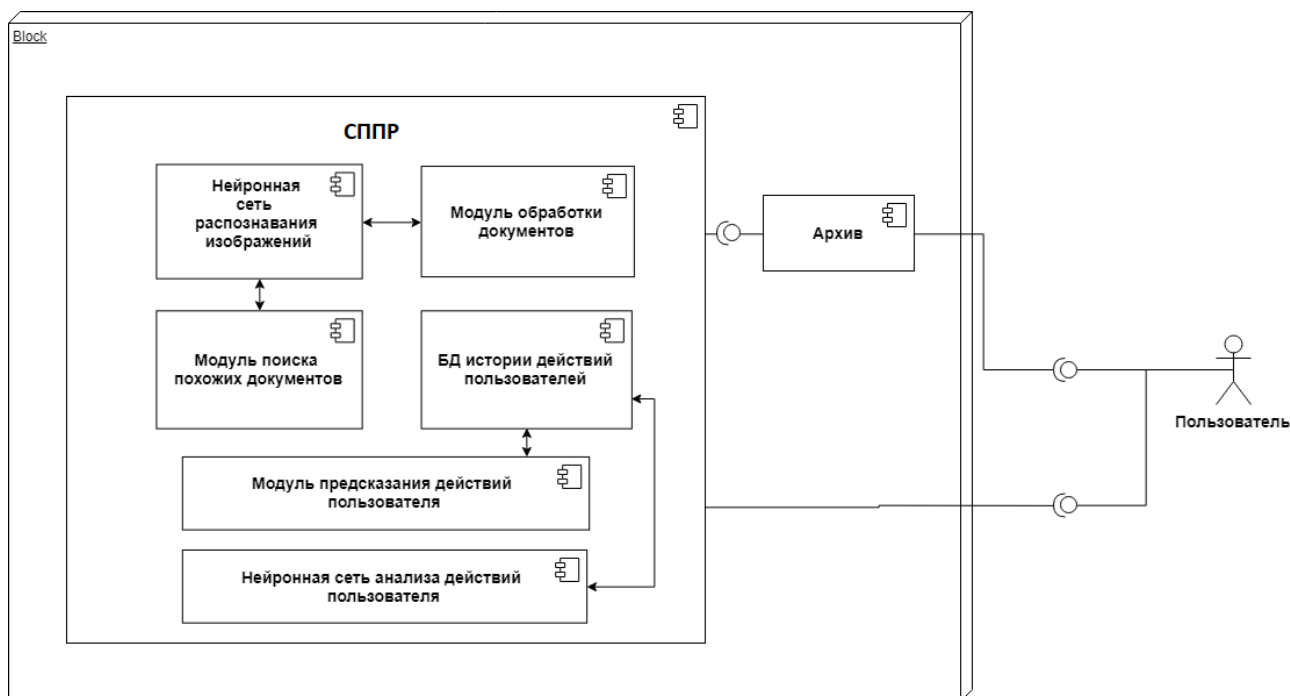 Block
СППР
Нейронная
сеть
распознавания
изображений
Модуль обработки
документов
Архив
Модуль поиска
похожих документов
БД истории действий
пользователей
Пользователь
Модуль предсказания действий
пользователя
Нейронная сеть анализа действий
пользователя